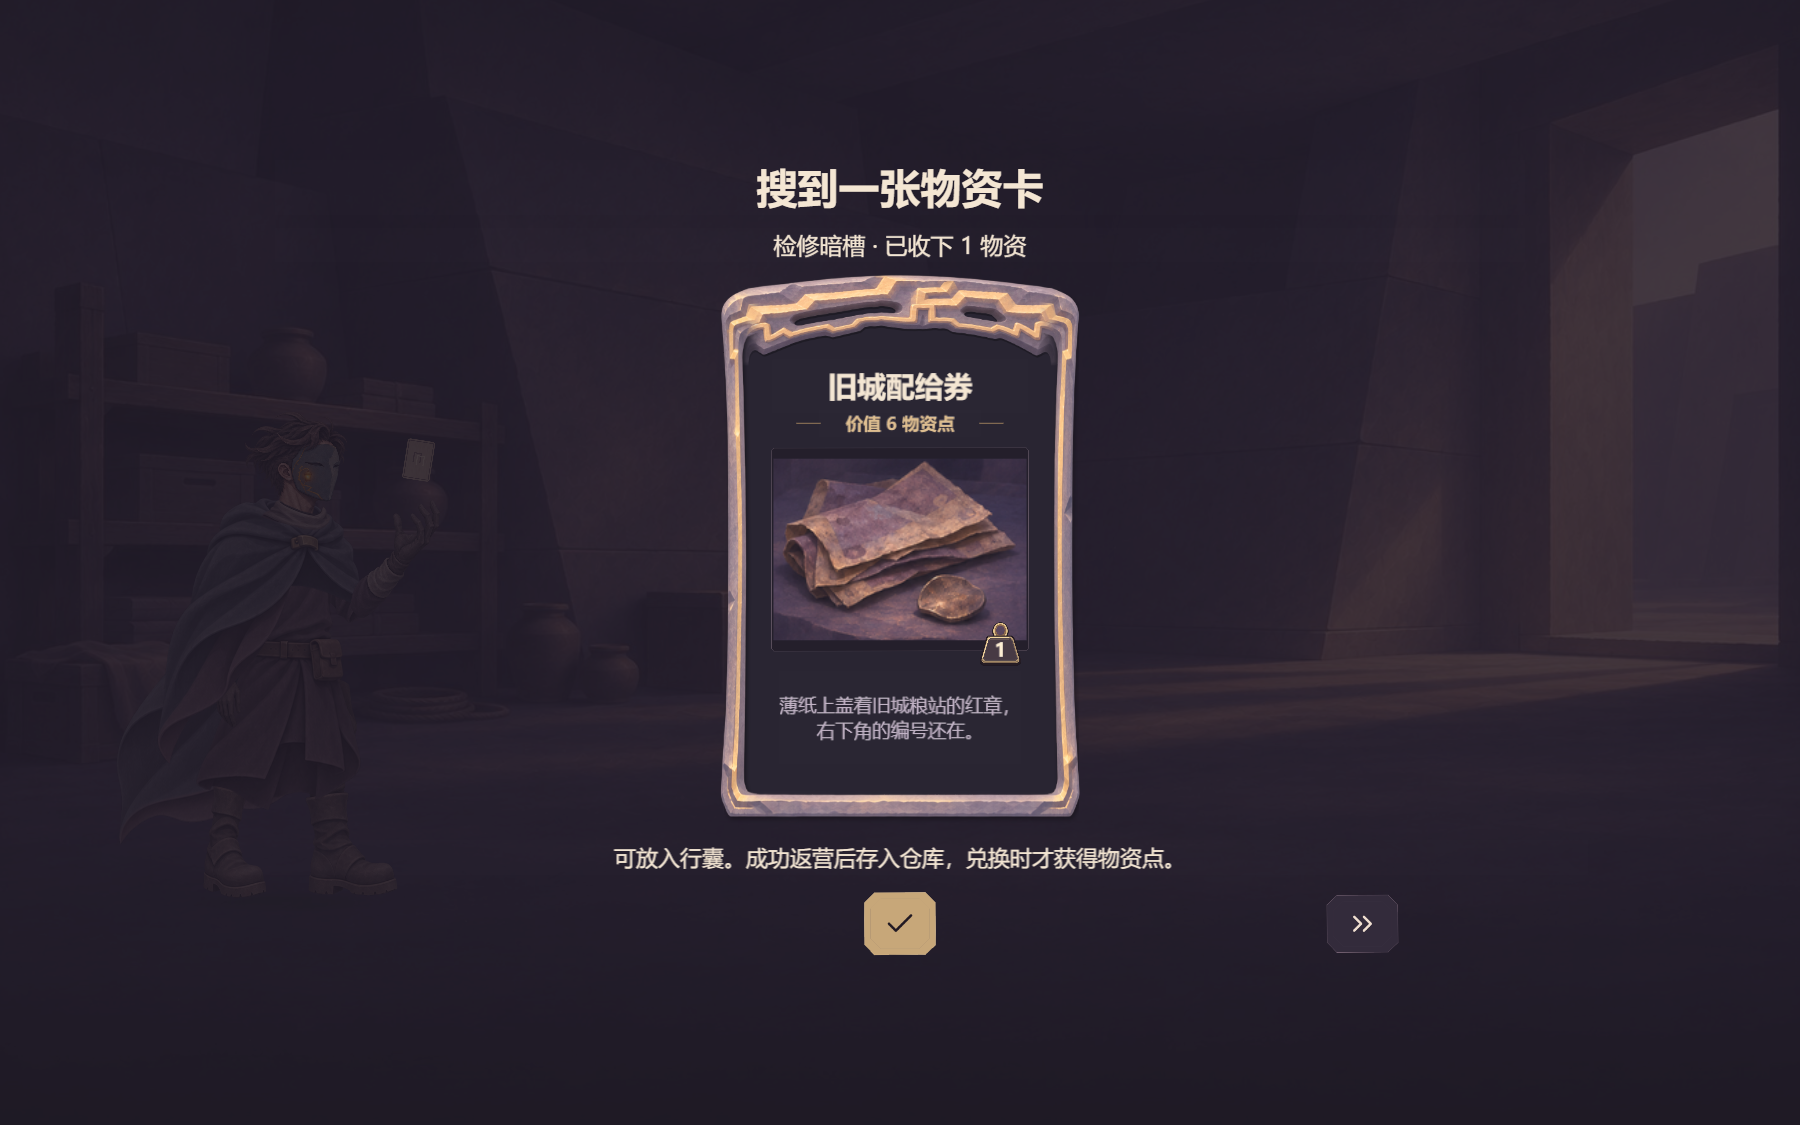 搜到一张物资卡
检修暗槽 · 已收下 1 物资
旧城配给券
价值 6 物资点
1
薄纸上盖着旧城粮站的红章，
右下角的编号还在。
可放入行囊。成功返营后存入仓库，兑换时才获得物资点。